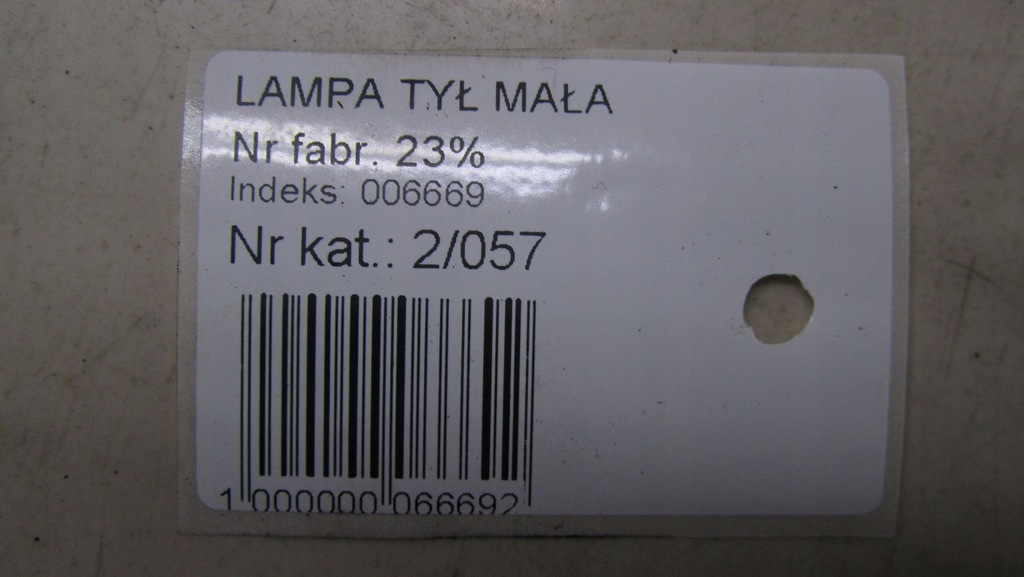 LAMPA TYŁ MAŁA
Nr fabr. 23%
Indeks: 006669
Nr kat.: 2/057
1 000000 066692